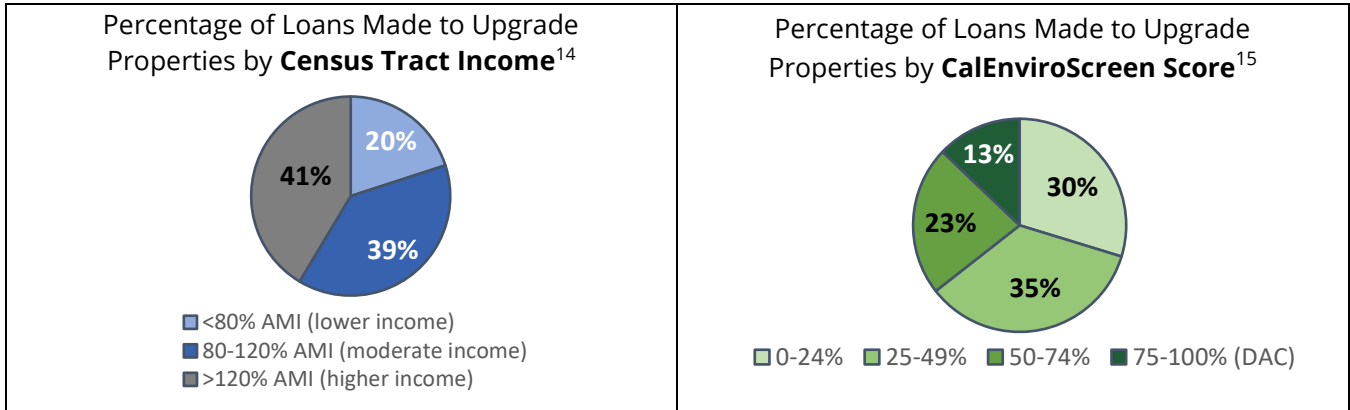 Percentage of Loans Made to Upgrade
Properties by Census Tract Income14
20%
41%
39%
<80% AMI (lower income)
80-120% AMI (moderate income)
>120% AMI (higher income)
Percentage of Loans Made to Upgrade
Properties by CalEnviroScreen Score15
13%
30%
23%
35%
0-24% 25-49% 50-74% 75-100% (DAC)